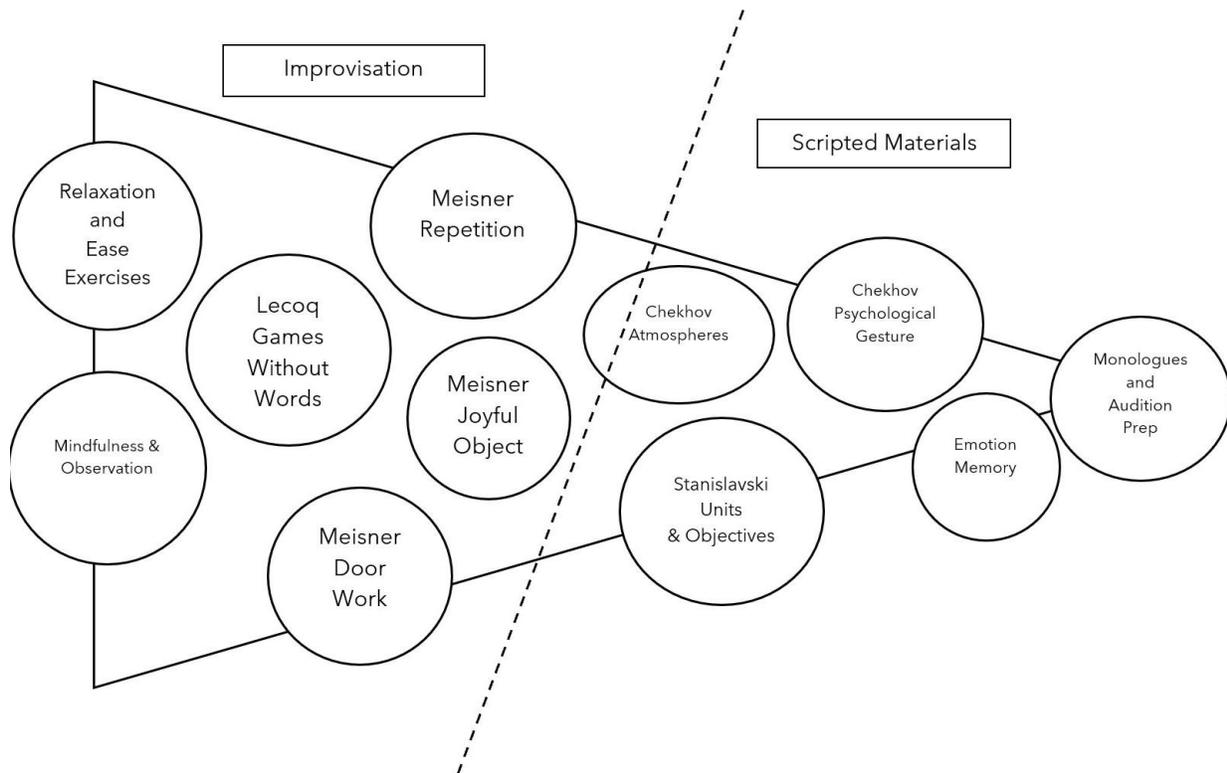 Improvisation
Scripted Materials
Relaxation
and
Ease
Exercises
Meisner
Repetition
Lecoq
Games
Without
Words
Chekhov
Atmospheres
Chekhov
Psychological
Gesture
Monologues
and
Audition
Prep
Meisner
Joyful
Object
Mindfulness &
Observation
Emotion
Memory
Stanislavski
Units
& Objectives
Meisner
Door
Work